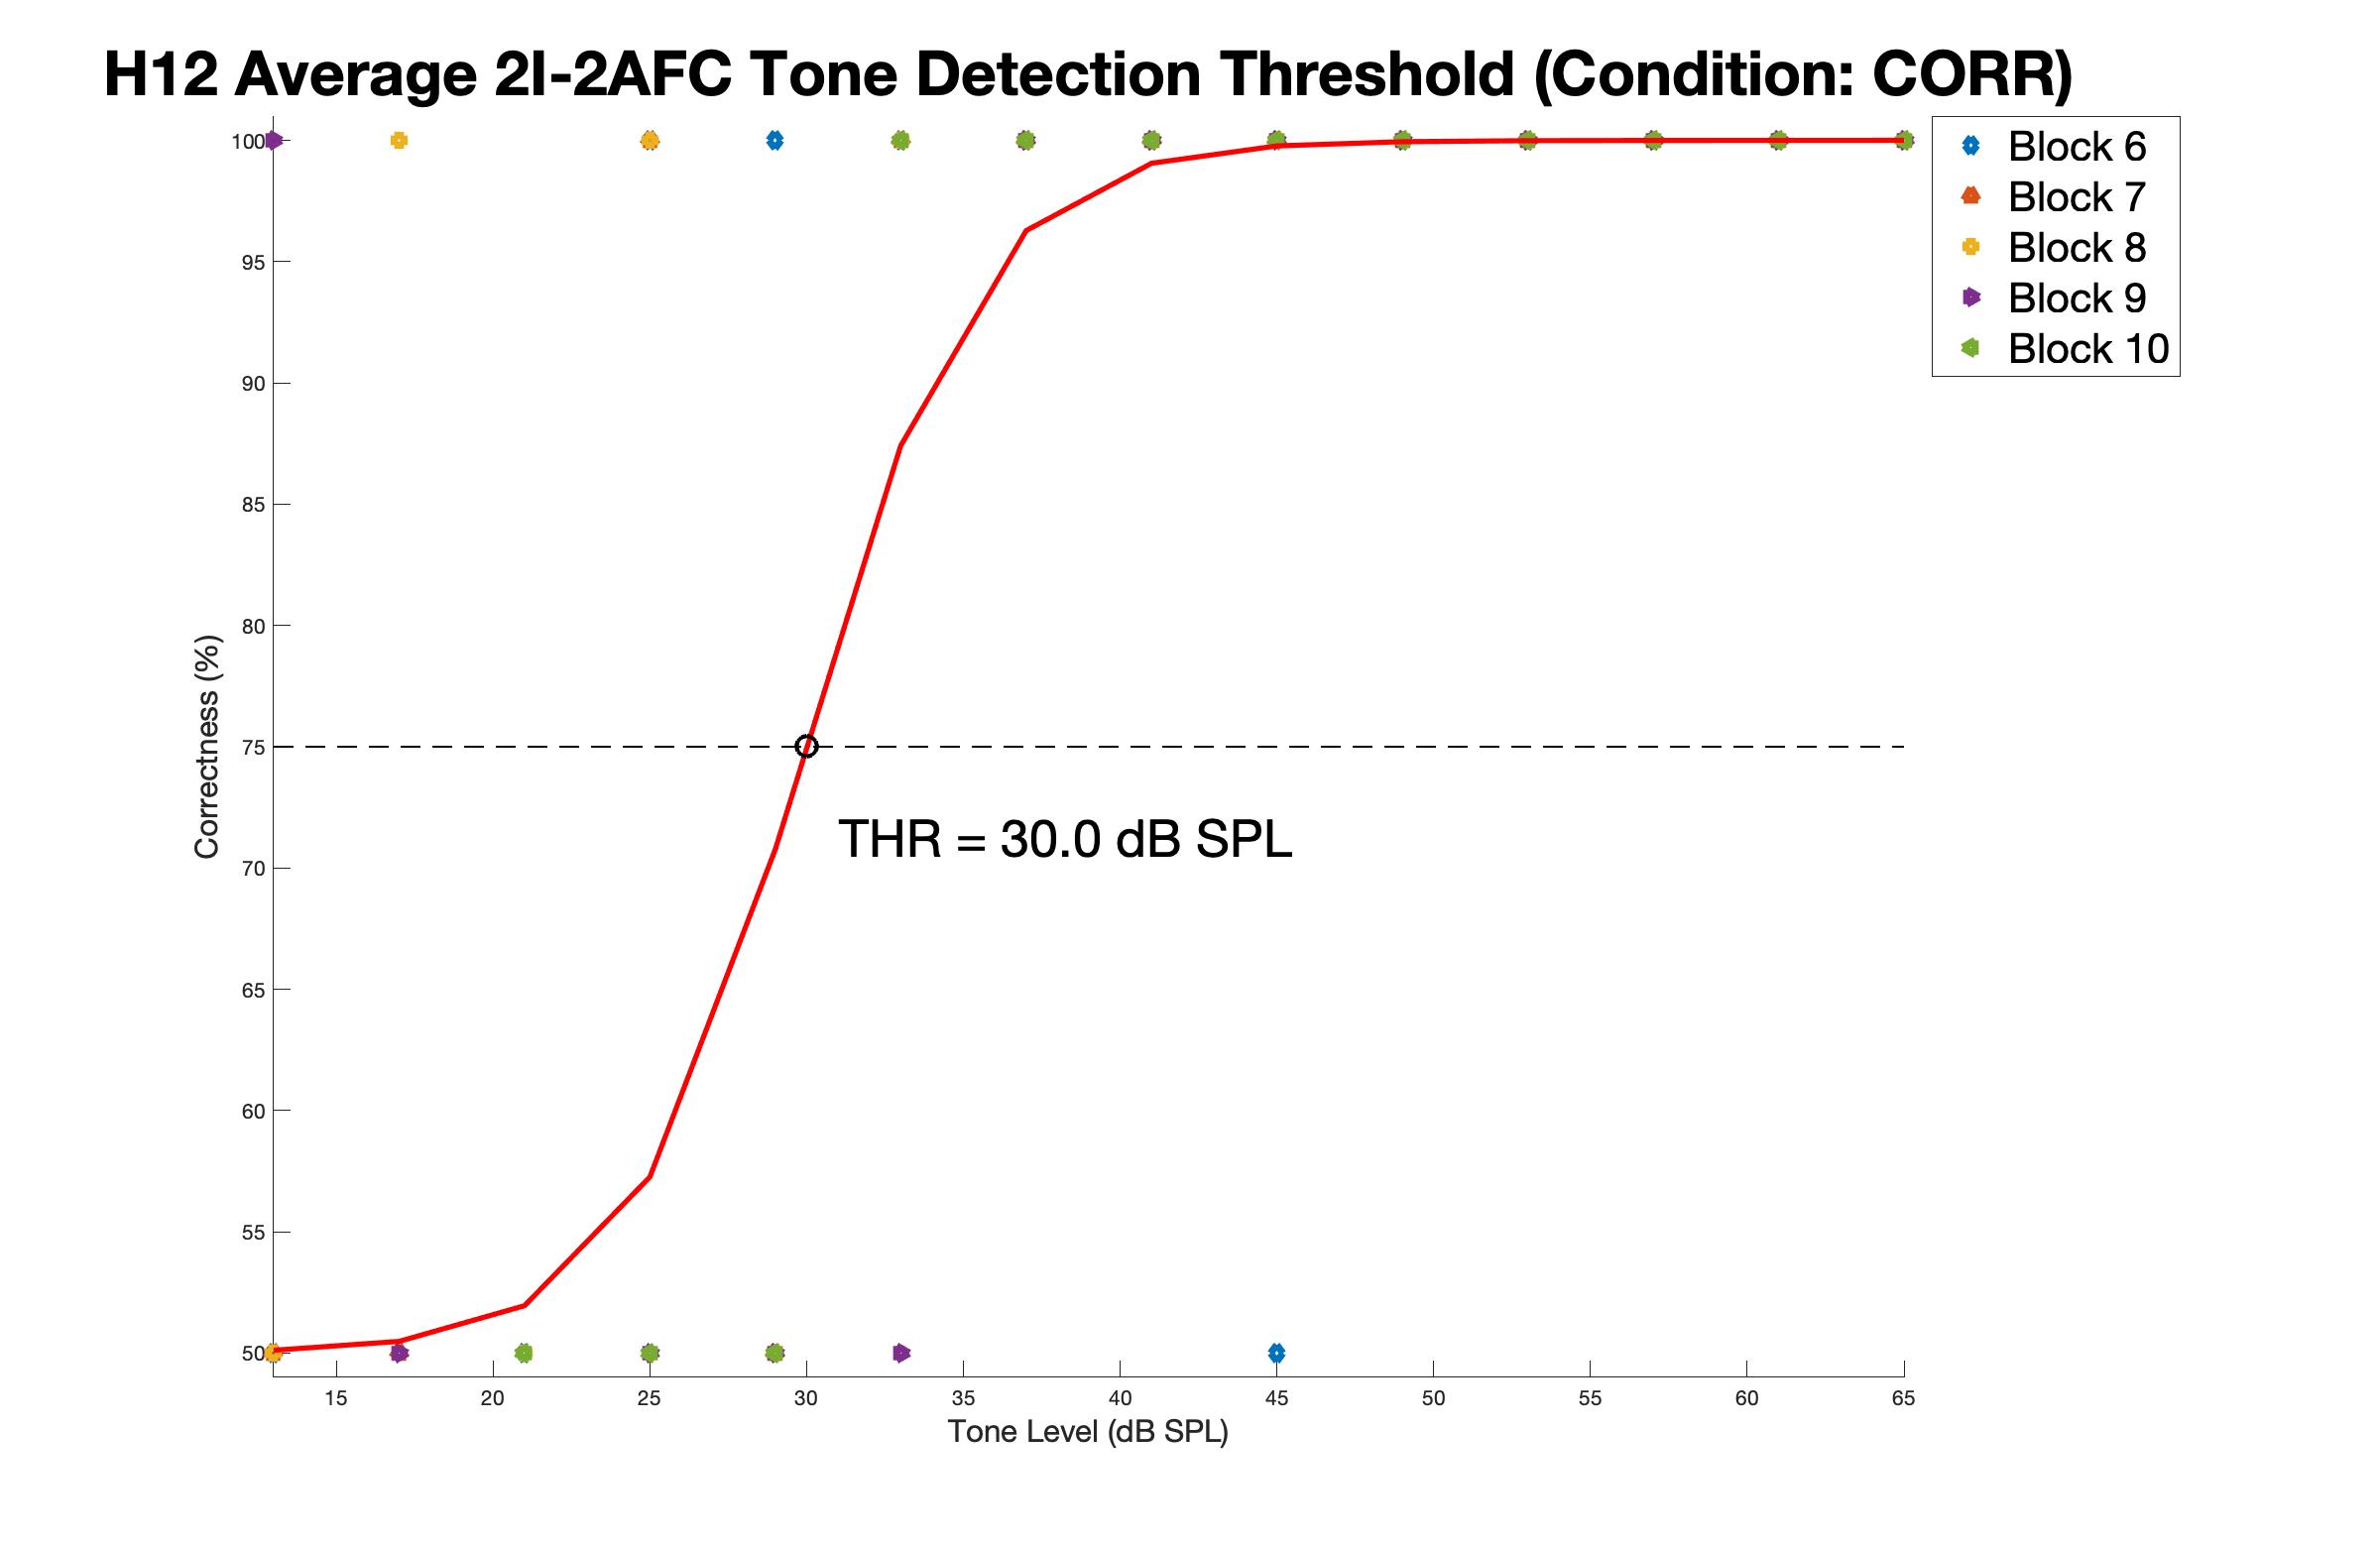 H12 Average 2I-2AFC Tone Detection Threshold (Condition: CORR)
100
95
90
85
80
75
70
65
60
55
50
Correctness (%)
THR = 30.0 dB SPL
15 20 25 30 35 40 45 50 55 60 65
Tone Level (dB SPL)
Block 6
Block 7
Block 8
Block 9
Block 10